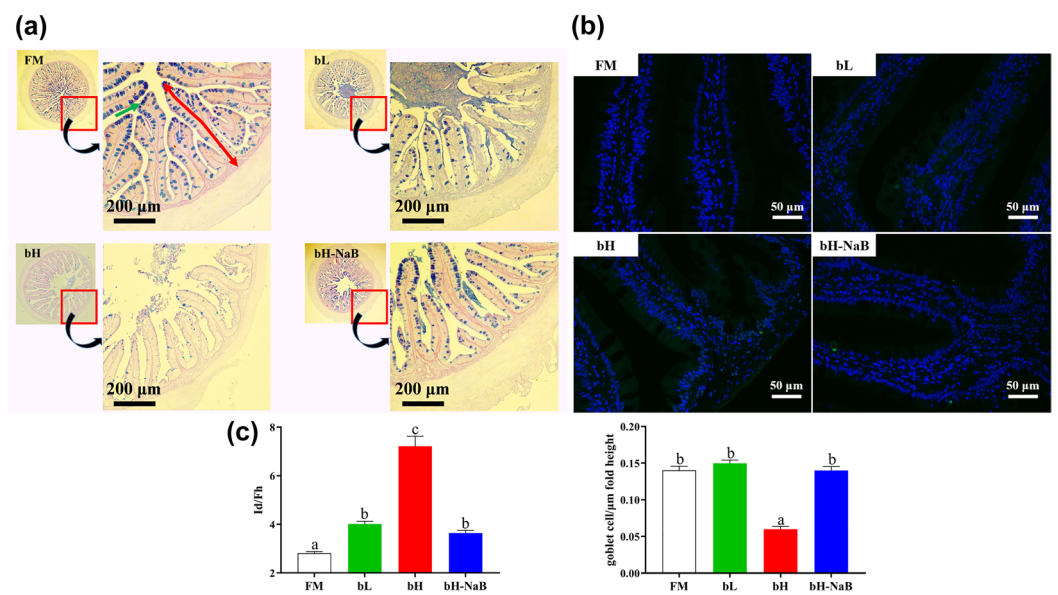 (a)
(b)
FM
bL
200 μm
200 μm
bH
bH-NaB
200 μm
200 μm
FM
bL
50 μm
50 μm
bH
bH-NaB
50 μm
50 μm
(c)
8
6
4
2
Id/Fh
a
b
c
b
FM
bL
bH
bH-NaB
0.20
0.15
0.10
0.05
0.00
goblet cell/μm fold height
b
b
a
b
FM
bL
bH
bH-NaB